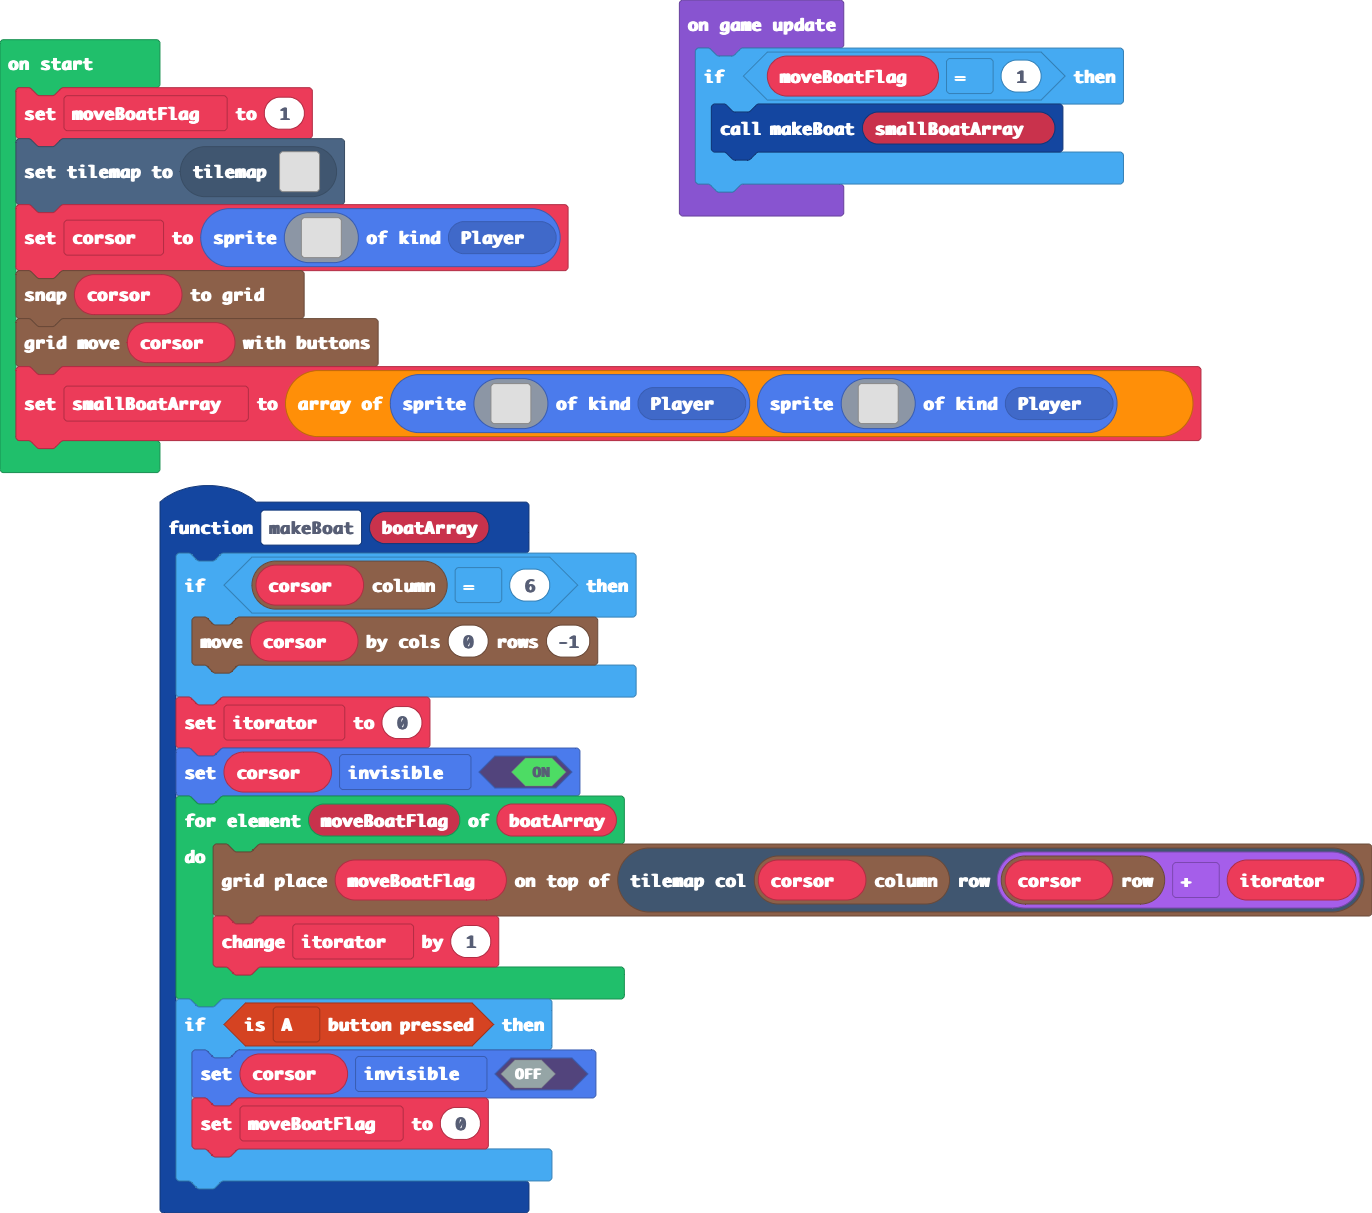 on start
set moveBoatFlag to 1
set tilemap to tilemap
set corsor to sprite of kind Player
snap corsor to grid
grid move corsor with buttons
set smallBoatArray to array of sprite of kind Player sprite of kind Player
on game update
if moveBoatFlag = 1 then
call makeBoat smallBoatArray
function makeBoat boatArray
if corsor column = 6 then
move corsor by cols 0 rows -1
set itorator to 0
set corsor invisible ON
for element moveBoatFlag of boatArray
do
grid place moveBoatFlag on top of tilemap col corsor column row corsor row + itorator
change itorator by 1
if is A button pressed then
set corsor invisible OFF
set moveBoatFlag to 0